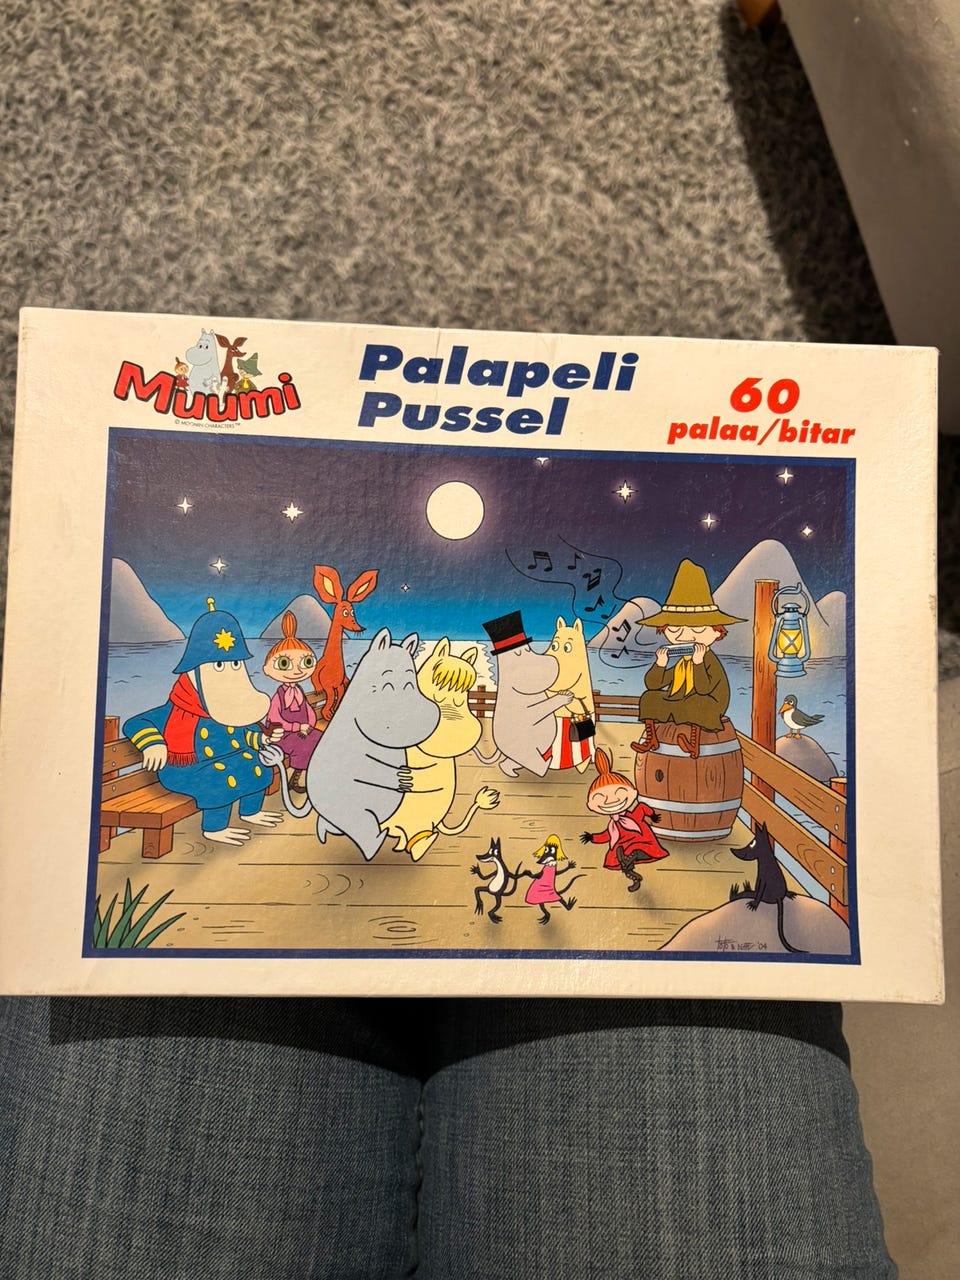 Muumi
© MOOMIN CHARACTERS™
Palapeli
Pussel
60
palaa/bitar